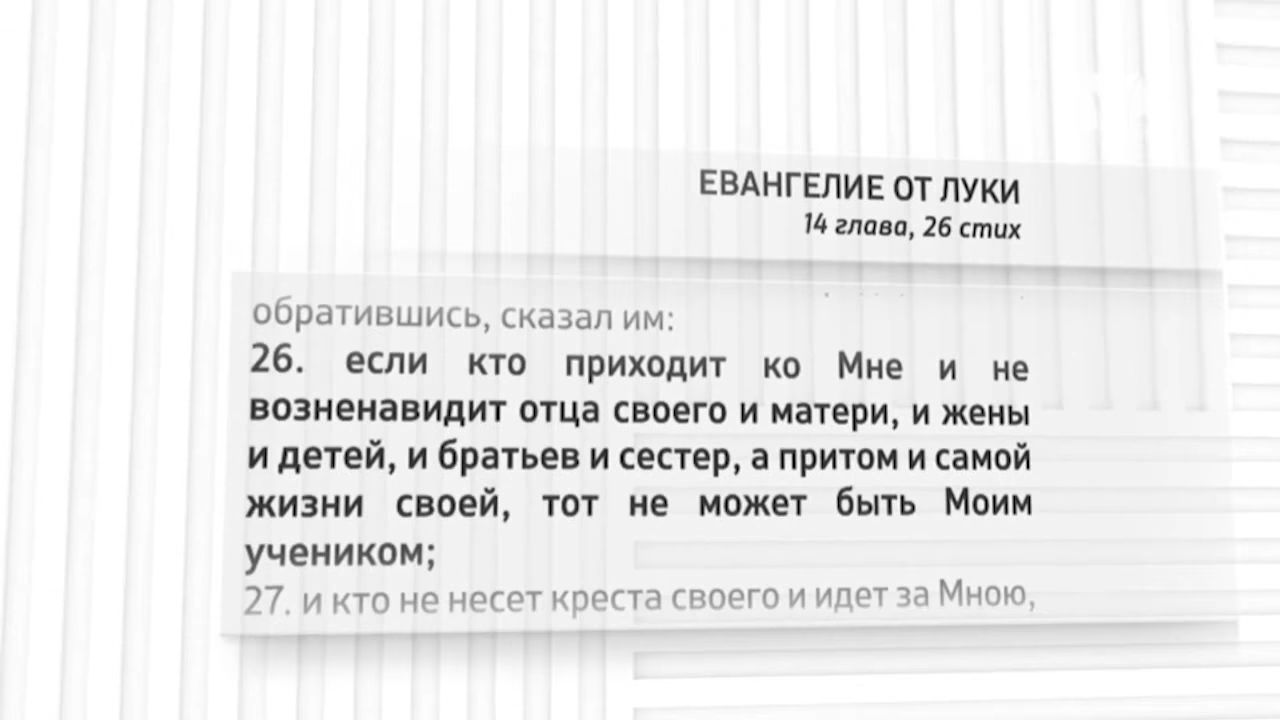 ЕВАНГЕЛИЕ ОТ ЛУКИ
14 глава, 26 стих
обратившись, сказал им:
26. если кто приходит ко Мне и не
возненавидит отца своего и матери, и жены
и детей, и братьев и сестер, а притом и самой
жизни своей, тот не может быть Моим
учеником;
27. и кто не несет креста своего и идет за Мною,